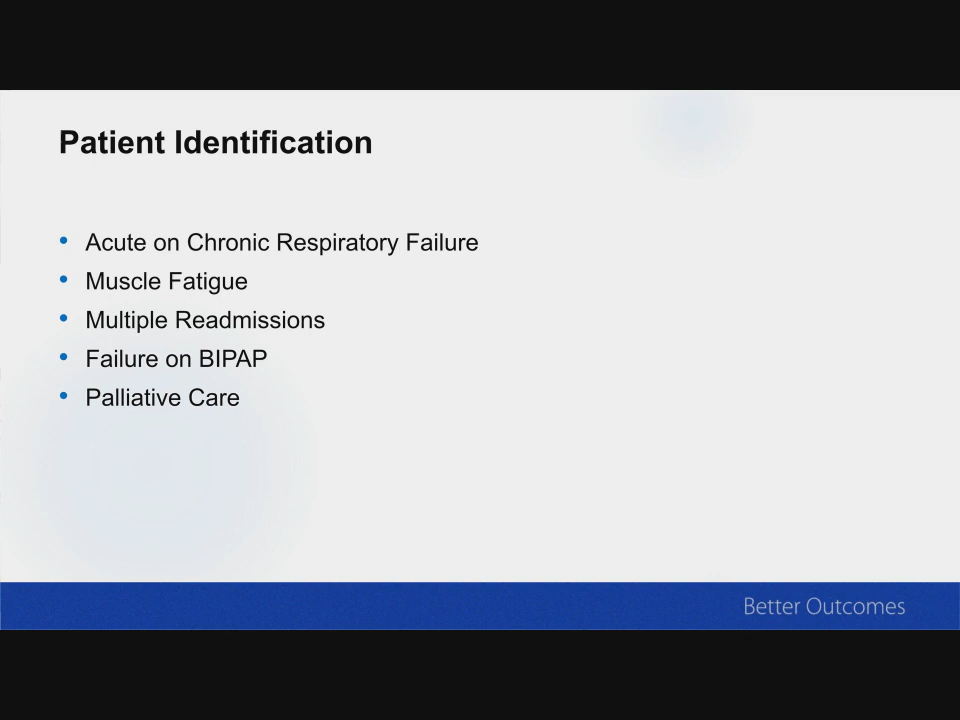 Patient Identification
• Acute on Chronic Respiratory Failure
• Muscle Fatigue
• Multiple Readmissions
• Failure on BIPAP
• Palliative Care
Better Outcomes